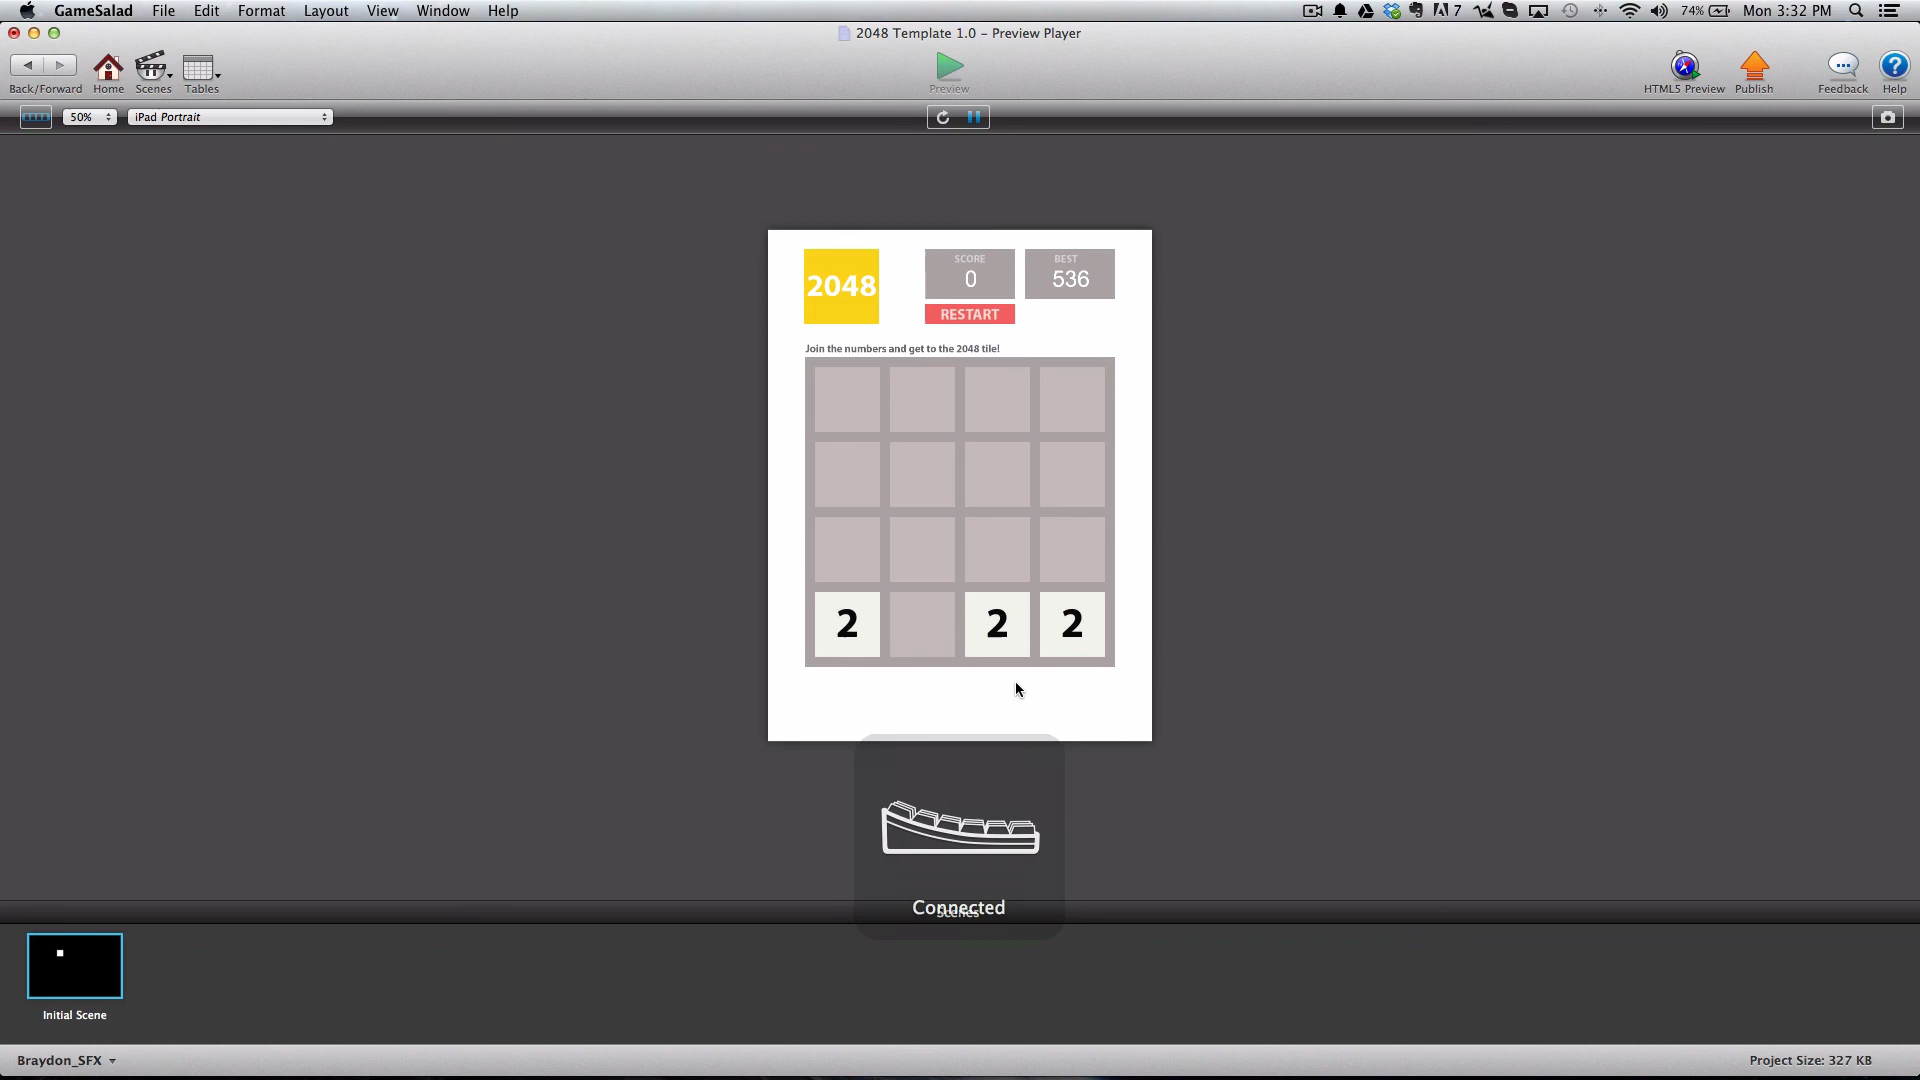 GameSalad File Edit Format Layout View Window Help
7 74% Mon 3:32 PM
2048 Template 1.0 – Preview Player
Back/Forward Home Scenes Tables Preview HTML5 Preview Publish Feedback Help
50% iPad Portrait
2048
SCORE BEST
0 536
RESTART
Join the numbers and get to the 2048 tile!
2 2 2
Connected
Scenes
Initial Scene
Braydon_SFX Project Size: 327 KB